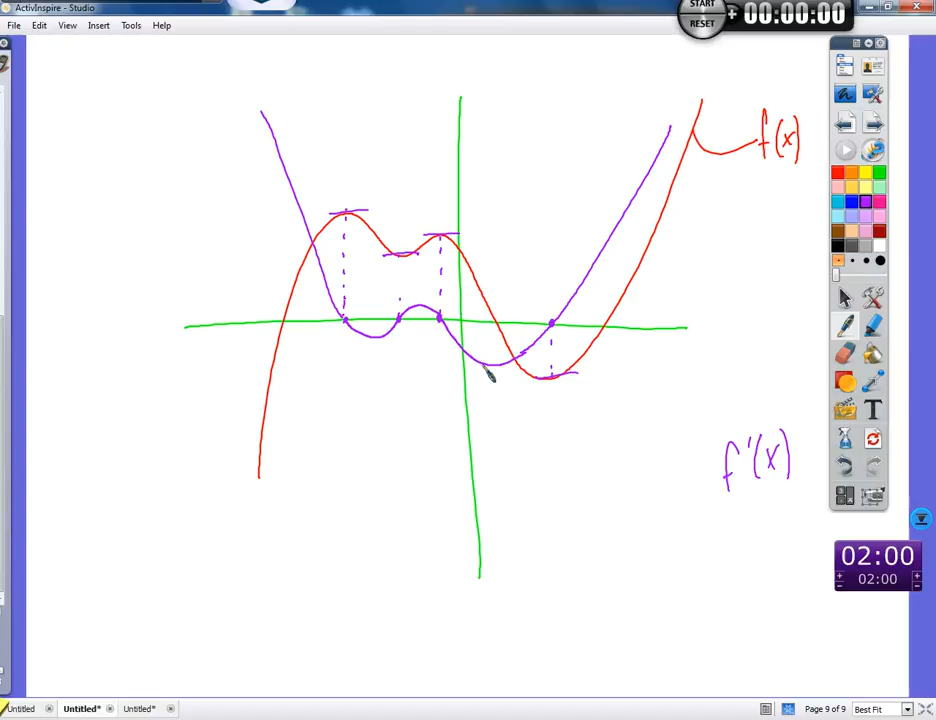 ActivInspire - Studio
START
RESET
00:00:00
File Edit View Insert Tools Help
f(x)
f'(x)
T
02:00
02:00
Untitled Untitled* Untitled* Page 9 of 9 Best Fit